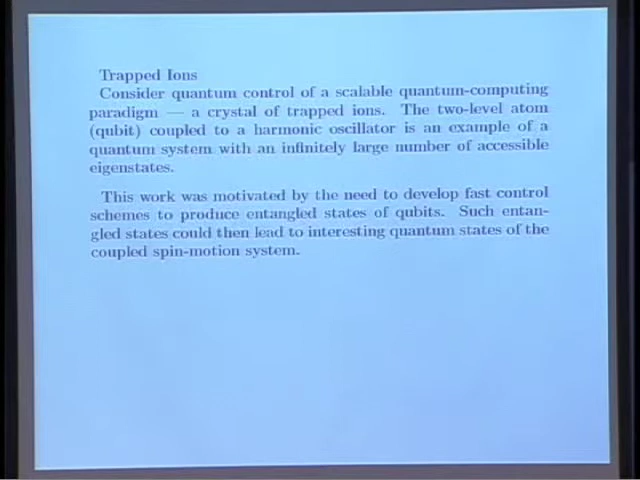 Trapped Ions
Consider quantum control of a scalable quantum-computing
paradigm — a crystal of trapped ions. The two-level atom
(qubit) coupled to a harmonic oscillator is an example of a
quantum system with an infinitely large number of accessible
eigenstates.
This work was motivated by the need to develop fast control
schemes to produce entangled states of qubits. Such entan-
gled states could then lead to interesting quantum states of the
coupled spin-motion system.